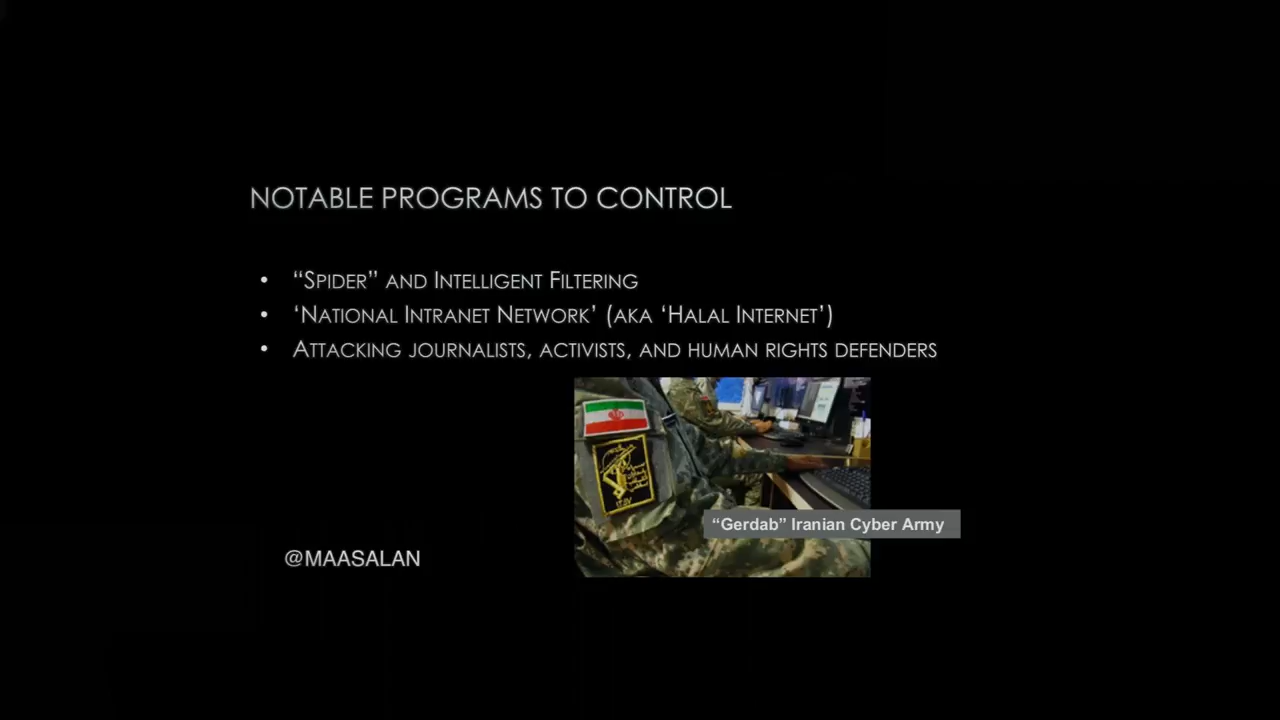 NOTABLE PROGRAMS TO CONTROL
• “SPIDER” AND INTELLIGENT FILTERING
• ‘NATIONAL INTRANET NETWORK’ (AKA ‘HALAL INTERNET’)
• ATTACKING JOURNALISTS, ACTIVISTS, AND HUMAN RIGHTS DEFENDERS
“Gerdab” Iranian Cyber Army
@MAASALAN